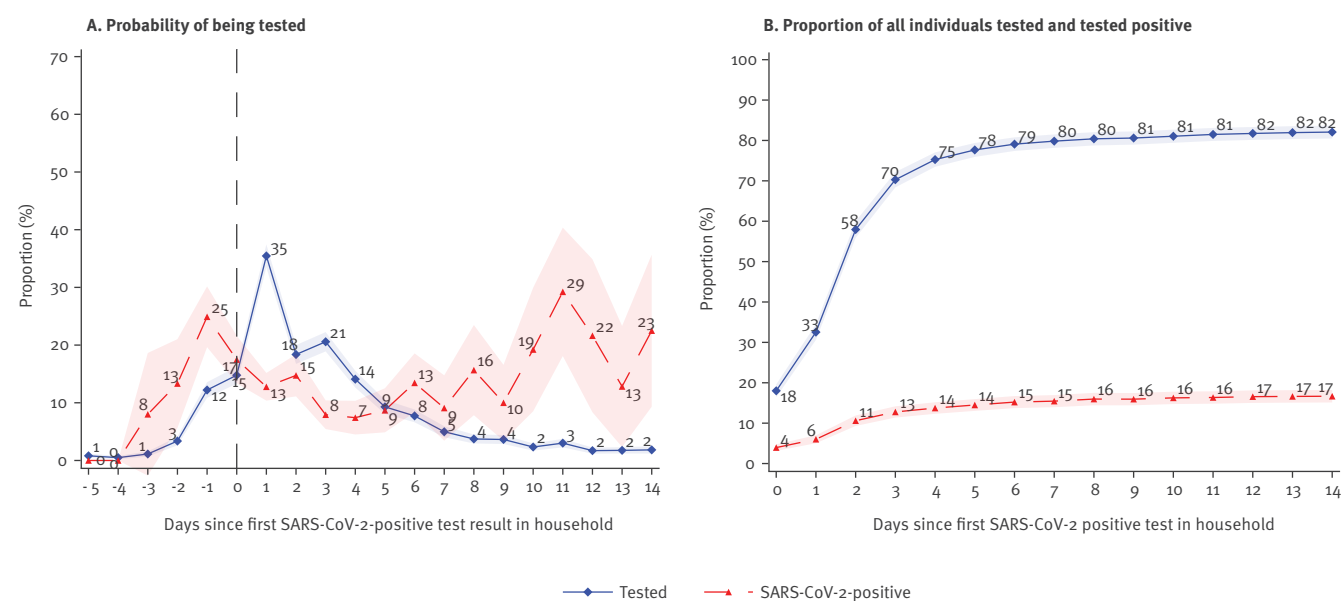 A. Probability of being tested
70
60
50
40
30
20
10
0
Proportion (%)
1 0 0 0 8 1 13 3 25 12 17 15 35 13 18 15 21 8 14 7 9 9 13 8 9 5 16 4 4 10 19 2 29 3 22 2 13 2 23 2
-5 -4 -3 -2 -1 0 1 2 3 4 5 6 7 8 9 10 11 12 13 14
Days since first SARS-CoV-2-positive test result in household
B. Proportion of all individuals tested and tested positive
100
90
80
70
60
50
40
30
20
10
0
Proportion (%)
18 33 58 70 75 78 79 80 80 81 81 81 82 82 82
4 6 11 13 14 14 15 15 16 16 16 16 17 17 17
0 1 2 3 4 5 6 7 8 9 10 11 12 13 14
Days since first SARS-CoV-2 positive test in household
Tested
SARS-CoV-2-positive